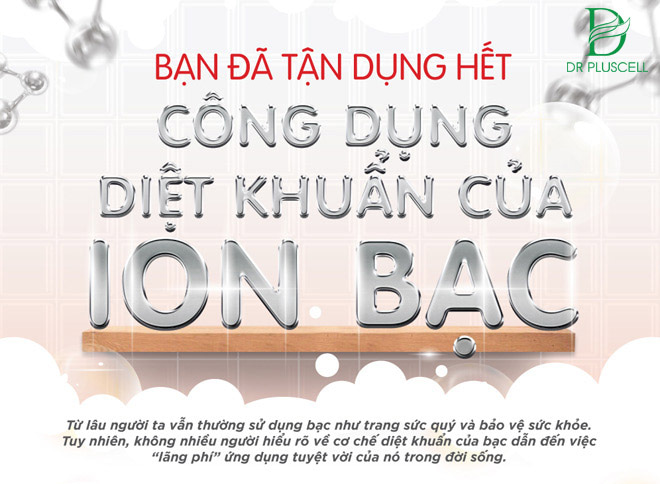 DR PLUSCELL
BẠN ĐÃ TẬN DỤNG HẾT
CÔNG DỤNG
DIỆT KHUẨN CỦA
ION BẠC
Từ lâu người ta vẫn thường sử dụng bạc như trang sức quý và bảo vệ sức khỏe.
Tuy nhiên, không nhiều người hiểu rõ về cơ chế diệt khuẩn của bạc dẫn đến việc
“lãng phí” ứng dụng tuyệt vời của nó trong đời sống.